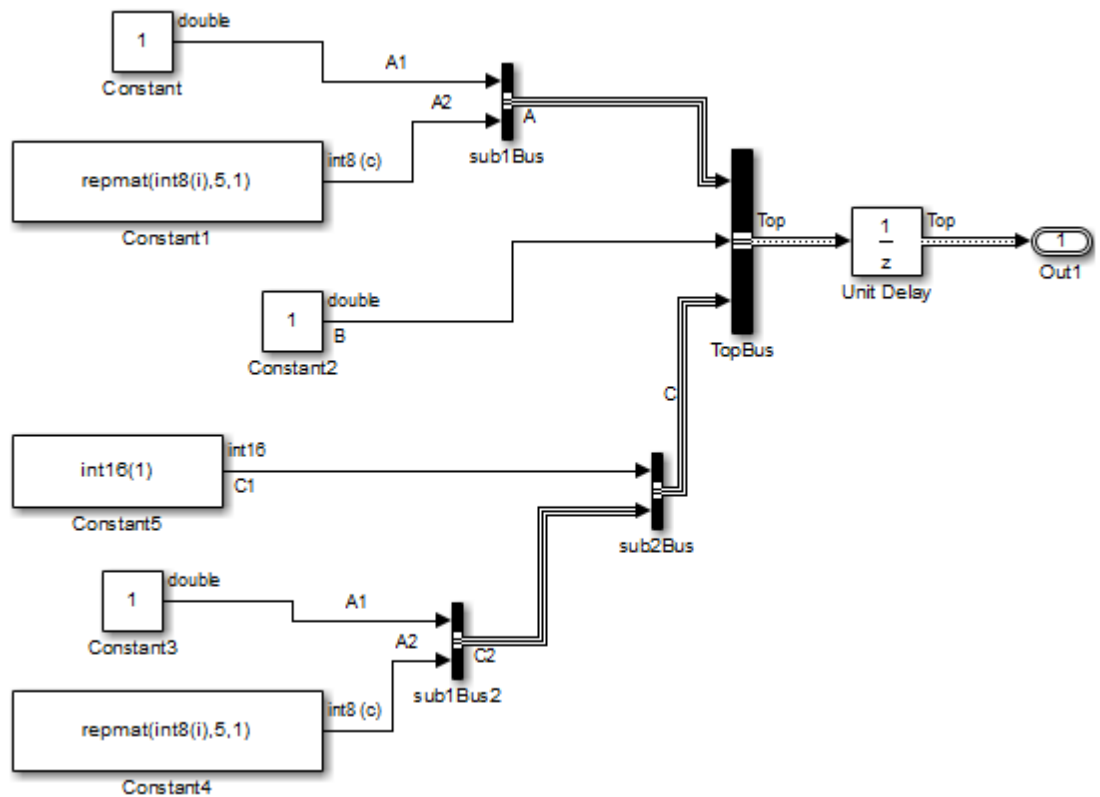 double
1
Constant
A1
A2
A
sub1Bus
repmat(int8(i),5,1)
int8 (c)
Constant1
Top
1
z
Top
1
Unit Delay
Out1
double
1
B
Constant2
TopBus
C
int16(1)
int16
C1
Constant5
sub2Bus
double
1
Constant3
A1
A2
C2
sub1Bus2
repmat(int8(i),5,1)
int8 (c)
Constant4